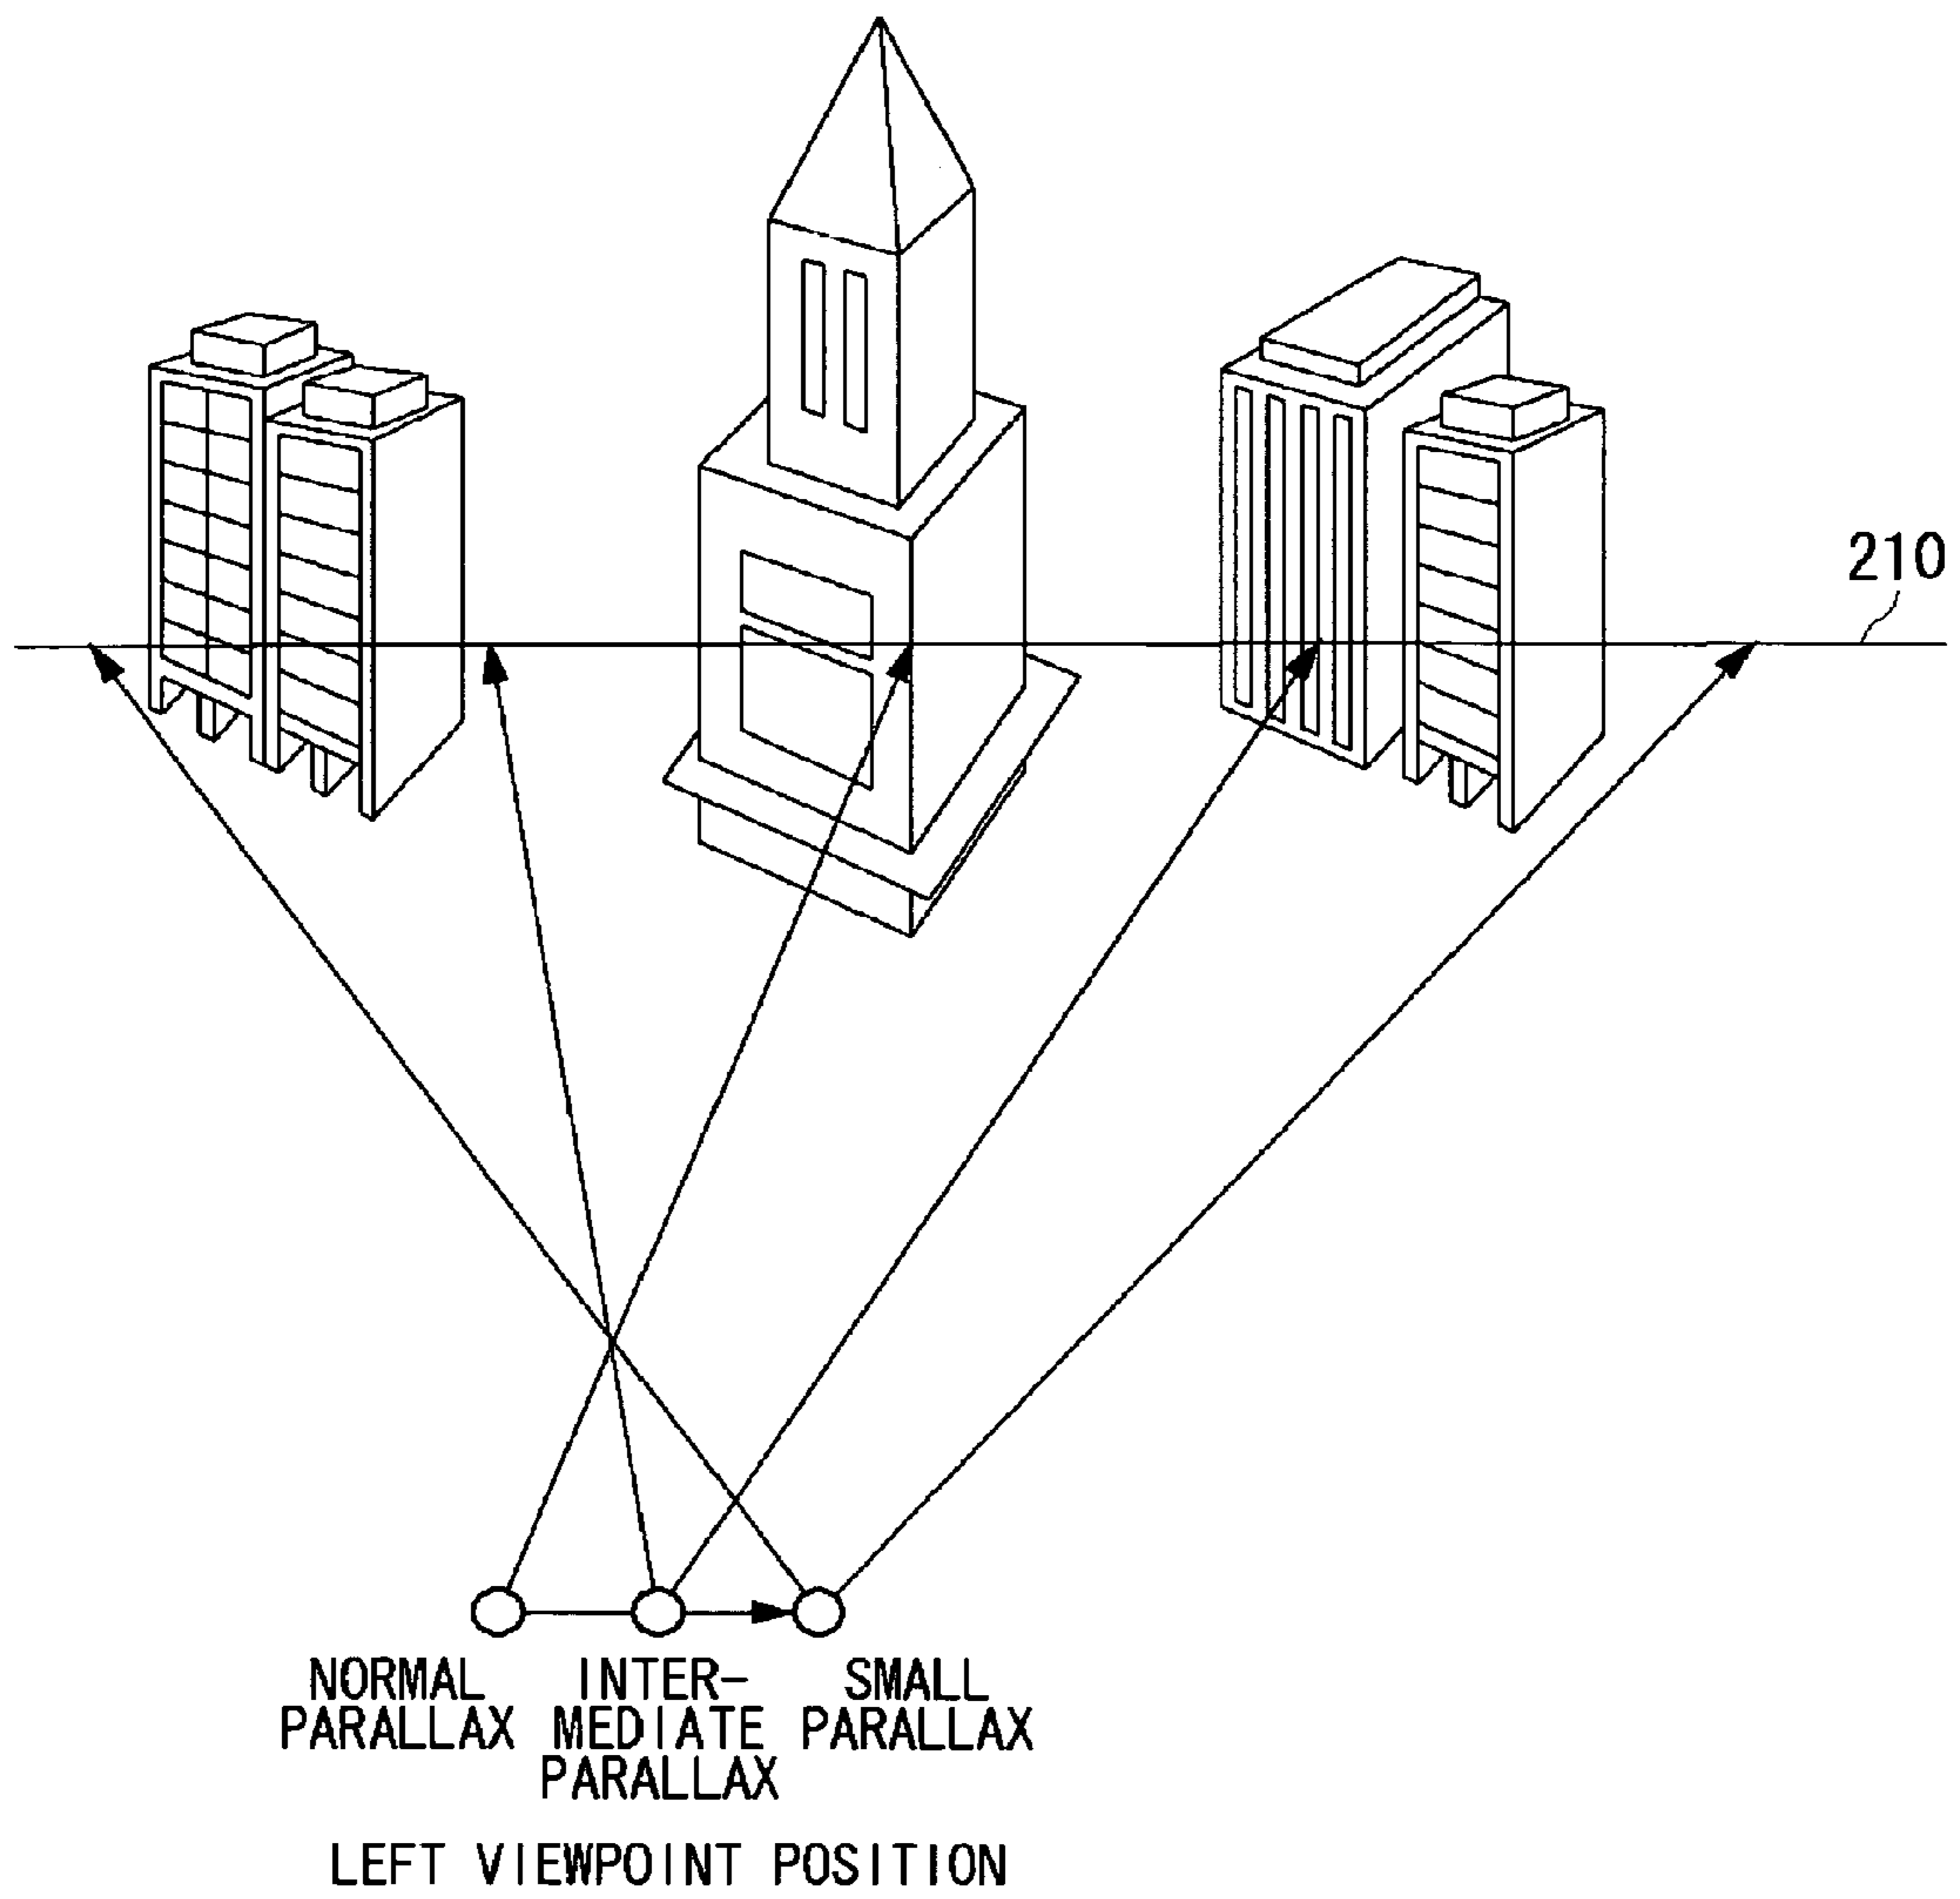 210
NORMAL INTER- SMALL
PARALLAX MEDIATE PARALLAX
PARALLAX
LEFT VIEWPOINT POSITION